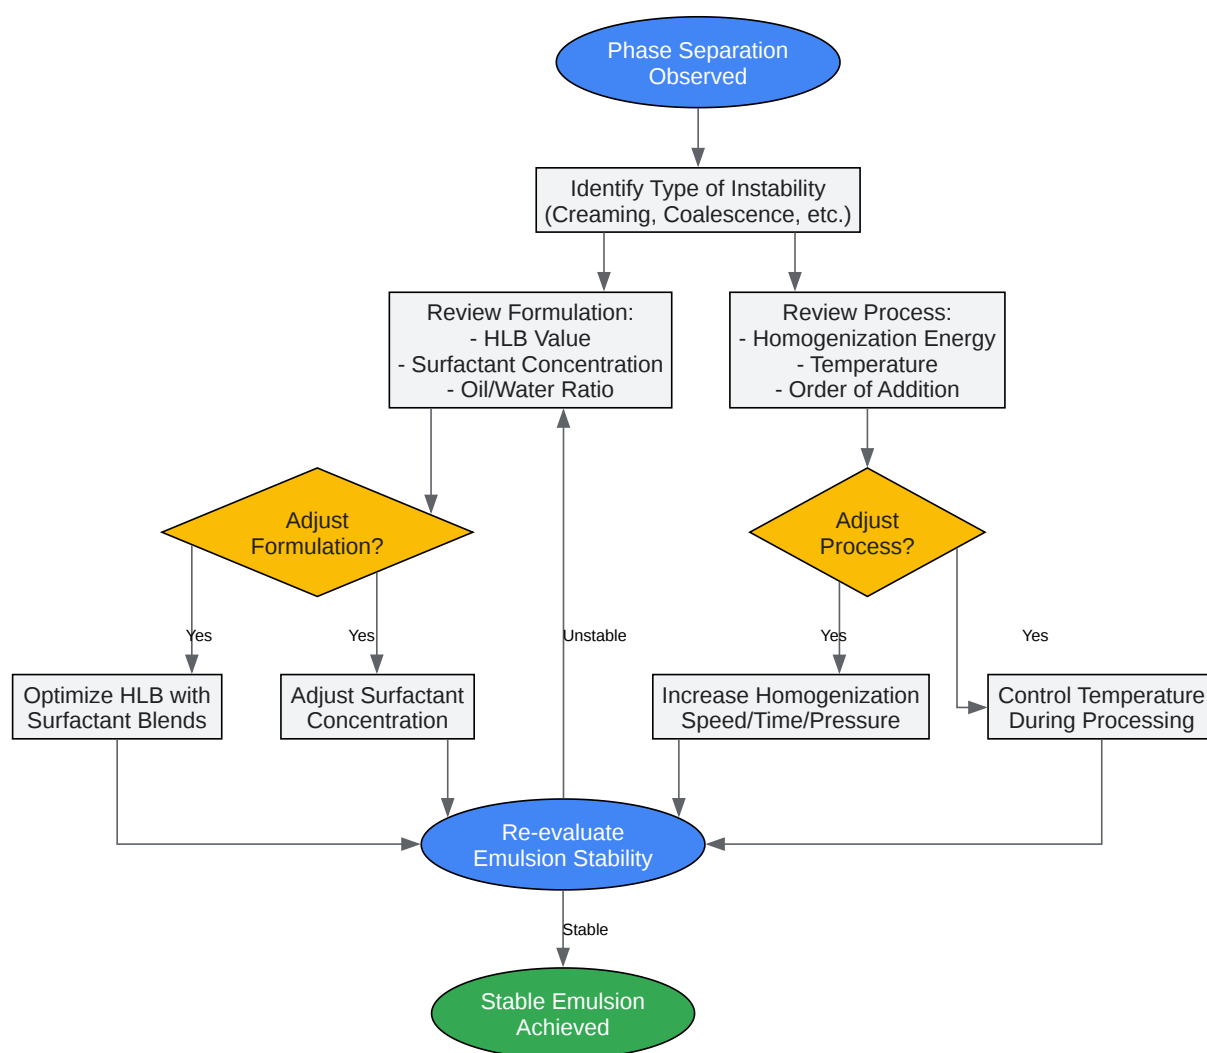 Phase Separation
Observed
Identify Type of Instability
(Creaming, Coalescence, etc.)
Review Formulation:
- HLB Value
- Surfactant Concentration
- Oil/Water Ratio
Review Process:
- Homogenization Energy
- Temperature
- Order of Addition
Adjust
Formulation?
Adjust
Process?
Yes
Yes
Unstable
Yes
Yes
Optimize HLB with
Surfactant Blends
Adjust Surfactant
Concentration
Increase Homogenization
Speed/Time/Pressure
Control Temperature
During Processing
Re-evaluate
Emulsion Stability
Stable
Stable Emulsion
Achieved